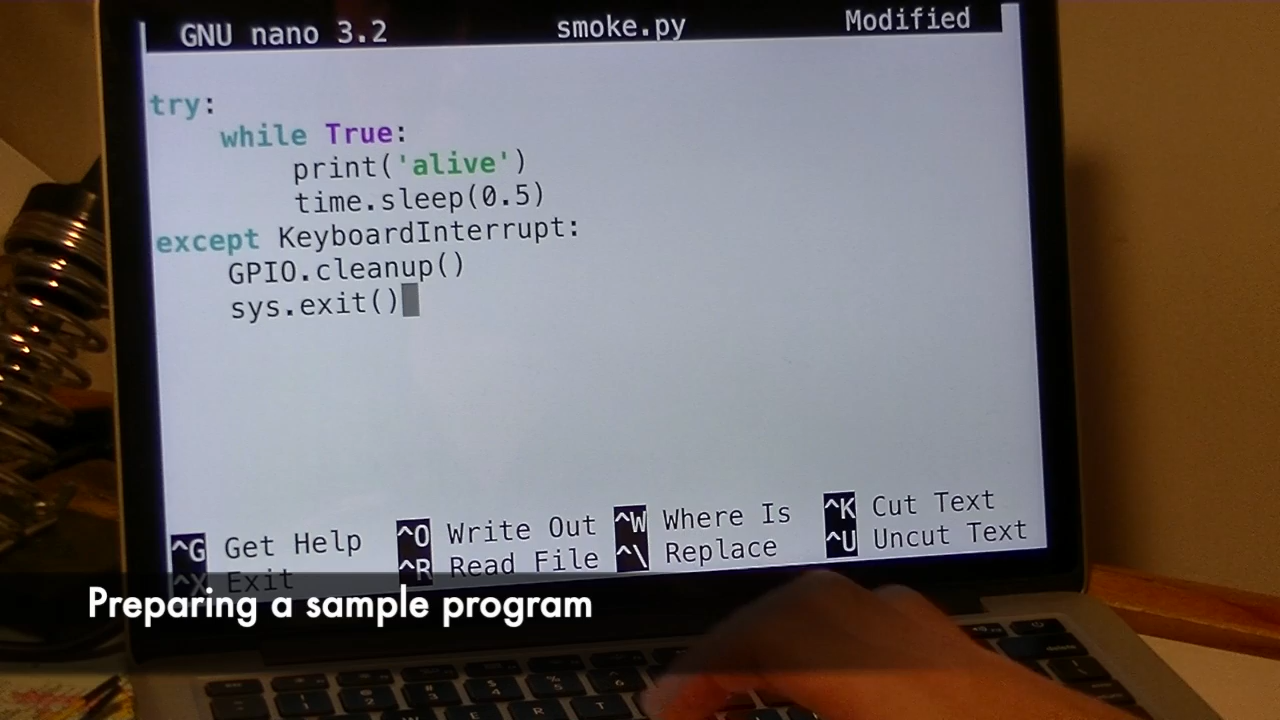 GNU nano 3.2 smoke.py Modified
try:
while True:
print('alive')
time.sleep(0.5)
except KeyboardInterrupt:
GPIO.cleanup()
sys.exit()
^G Get Help ^O Write Out ^W Where Is ^K Cut Text
^X Exit ^R Read File ^\ Replace ^U Uncut Text
Preparing a sample program